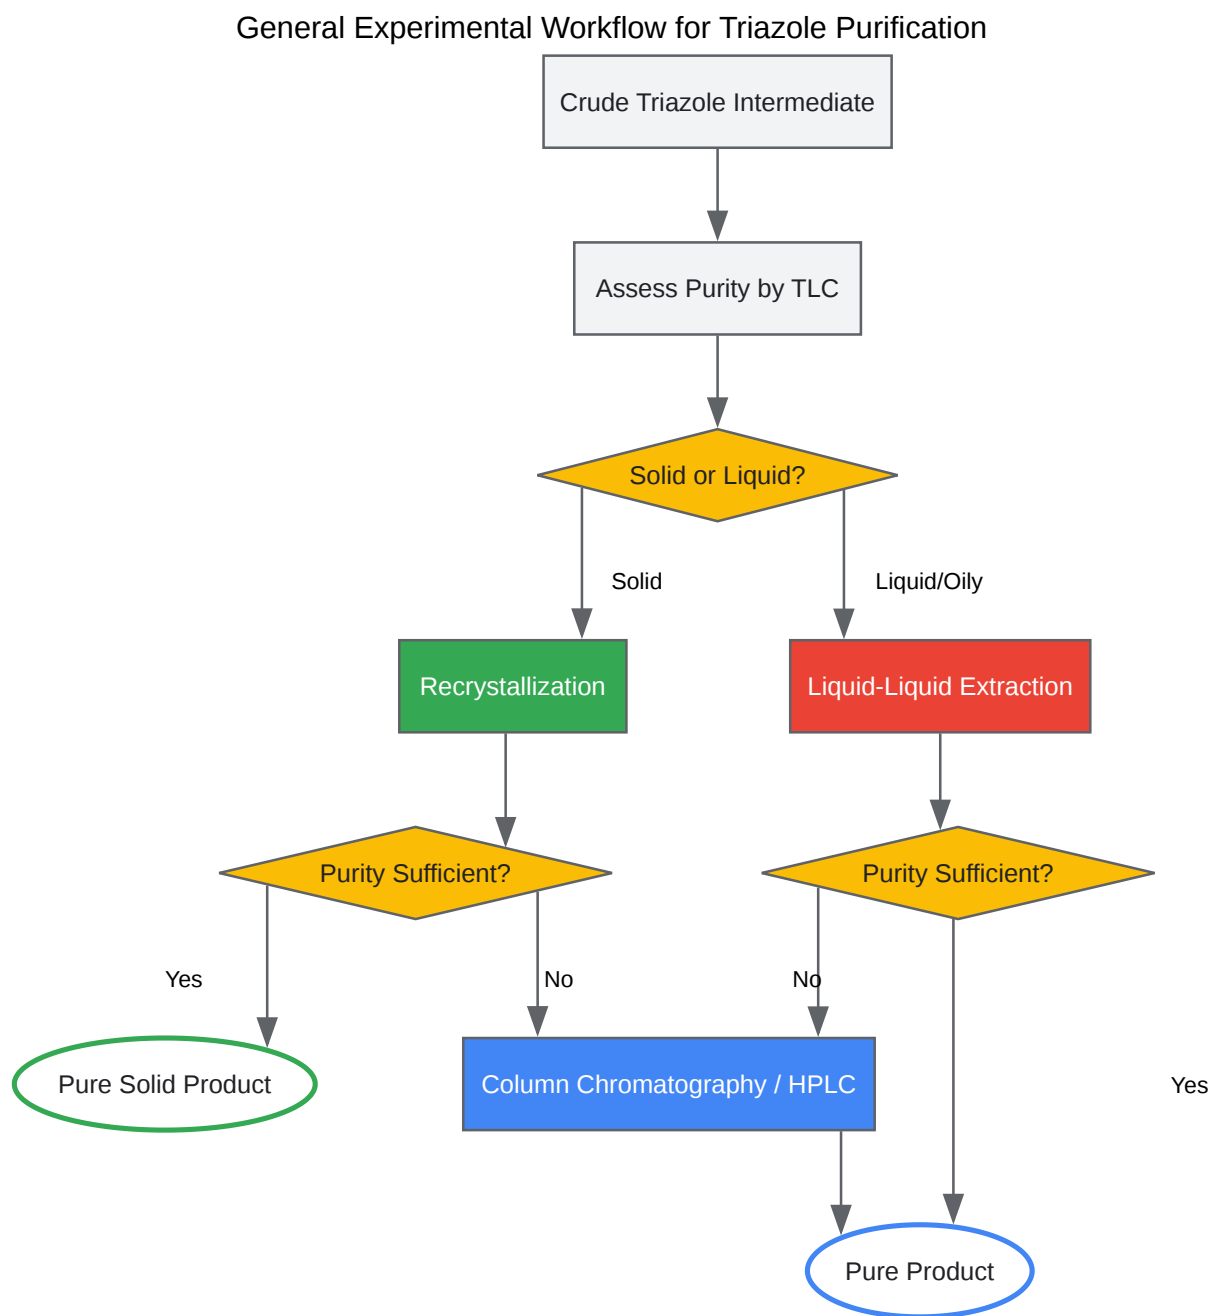 General Experimental Workflow for Triazole Purification
Crude Triazole Intermediate
Assess Purity by TLC
Solid or Liquid?
Solid
Liquid/Oily
Recrystallization
Liquid-Liquid Extraction
Purity Sufficient?
Purity Sufficient?
Yes
No
No
Pure Solid Product
Column Chromatography / HPLC
Yes
Pure Product